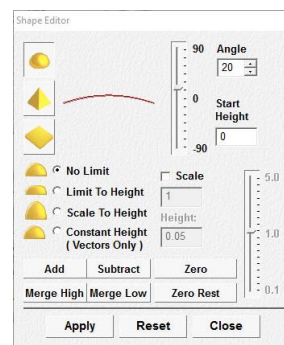 Shape Editor
90 Angle
20
0 Start
Height
0
-90
No Limit
Limit To Height
Scale To Height
Constant Height
( Vectors Only )
Scale
1
Height:
0.05
5.0
1.0
0.1
Add Subtract Zero
Merge High Merge Low Zero Rest
Apply Reset Close